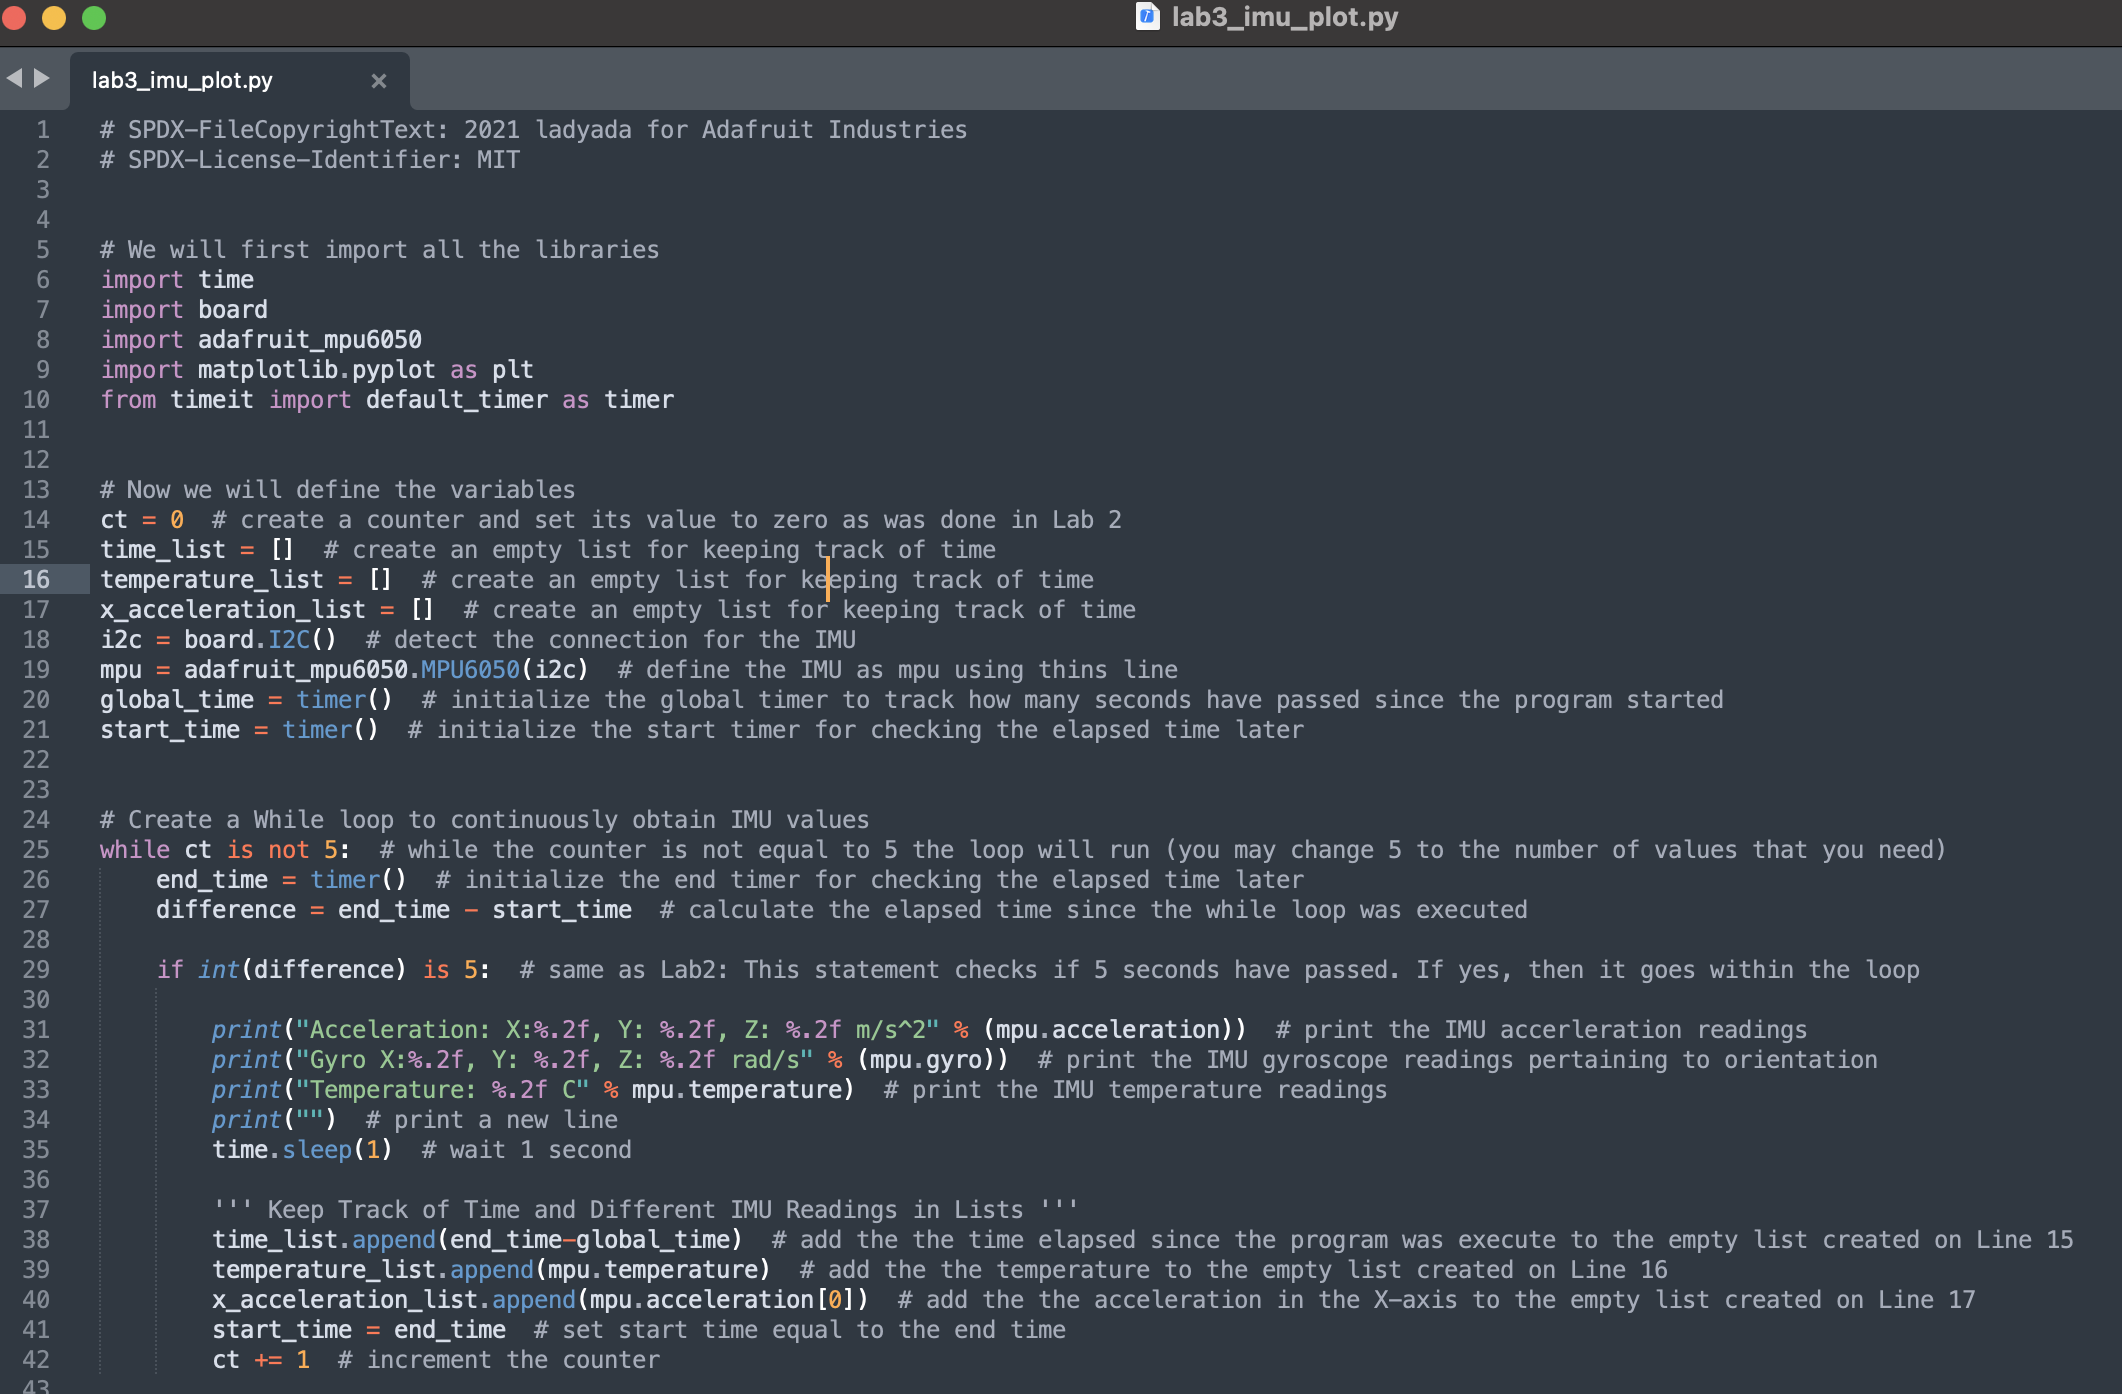 lab3_imu_plot.py
lab3_imu_plot.py ×
1 # SPDX-FileCopyrightText: 2021 ladyada for Adafruit Industries
2 # SPDX-License-Identifier: MIT
3
4
5 # We will first import all the libraries
6 import time
7 import board
8 import adafruit_mpu6050
9 import matplotlib.pyplot as plt
10 from timeit import default_timer as timer
11
12
13 # Now we will define the variables
14 ct = 0  # create a counter and set its value to zero as was done in Lab 2
15 time_list = []  # create an empty list for keeping track of time
16 temperature_list = []  # create an empty list for keeping track of time
17 x_acceleration_list = []  # create an empty list for keeping track of time
18 i2c = board.I2C()  # detect the connection for the IMU
19 mpu = adafruit_mpu6050.MPU6050(i2c)  # define the IMU as mpu using thins line
20 global_time = timer()  # initialize the global timer to track how many seconds have passed since the program started
21 start_time = timer()  # initialize the start timer for checking the elapsed time later
22
23
24 # Create a While loop to continuously obtain IMU values
25 while ct is not 5:  # while the counter is not equal to 5 the loop will run (you may change 5 to the number of values that you need)
26     end_time = timer()  # initialize the end timer for checking the elapsed time later
27     difference = end_time - start_time  # calculate the elapsed time since the while loop was executed
28
29     if int(difference) is 5:  # same as Lab2: This statement checks if 5 seconds have passed. If yes, then it goes within the loop
30
31         print("Acceleration: X:%.2f, Y: %.2f, Z: %.2f m/s^2" % (mpu.acceleration))  # print the IMU accerleration readings
32         print("Gyro X:%.2f, Y: %.2f, Z: %.2f rad/s" % (mpu.gyro))  # print the IMU gyroscope readings pertaining to orientation
33         print("Temperature: %.2f C" % mpu.temperature)  # print the IMU temperature readings
34         print("")  # print a new line
35         time.sleep(1)  # wait 1 second
36
37         ''' Keep Track of Time and Different IMU Readings in Lists '''
38         time_list.append(end_time-global_time)  # add the the time elapsed since the program was execute to the empty list created on Line 15
39         temperature_list.append(mpu.temperature)  # add the the temperature to the empty list created on Line 16
40         x_acceleration_list.append(mpu.acceleration[0])  # add the the acceleration in the X-axis to the empty list created on Line 17
41         start_time = end_time  # set start time equal to the end time
42         ct += 1  # increment the counter
43